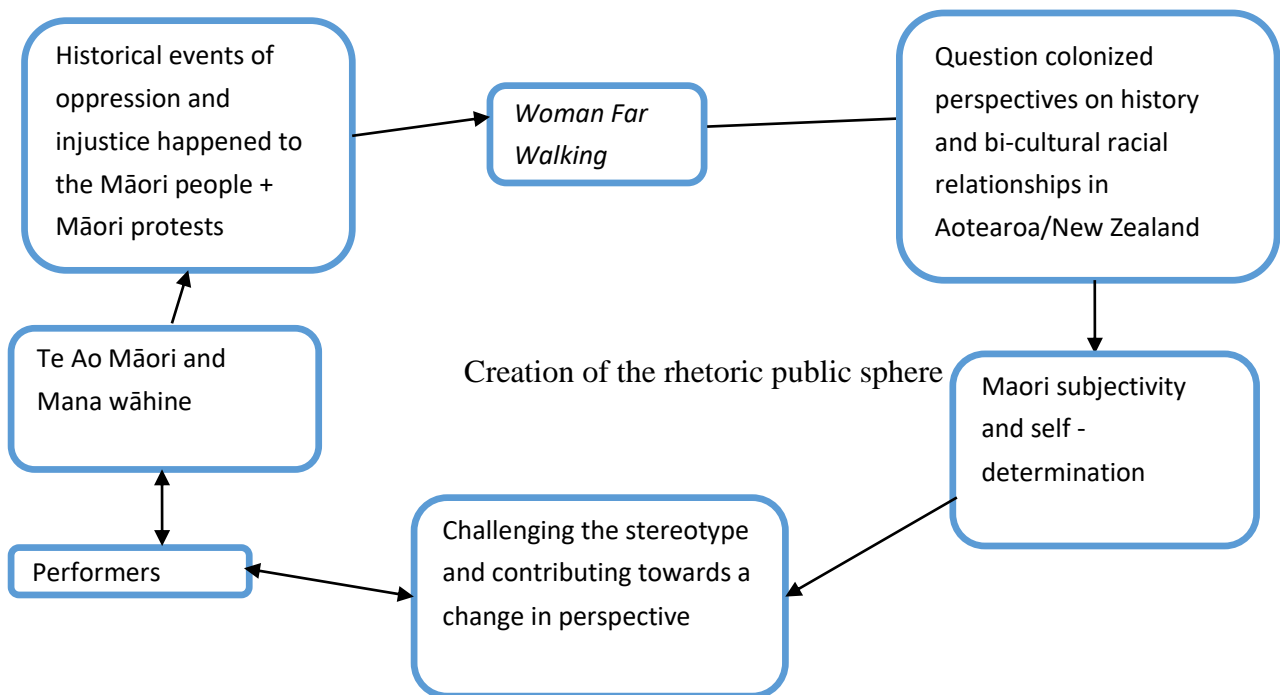 Historical events of
oppression and
injustice happened to
the Māori people +
Māori protests
Woman Far
Walking
Question colonized
perspectives on history
and bi-cultural racial
relationships in
Aotearoa/New Zealand
Te Ao Māori and
Mana wāhine
Creation of the rhetoric public sphere
Maori subjectivity
and self -
determination
Challenging the stereotype
and contributing towards a
change in perspective
Performers